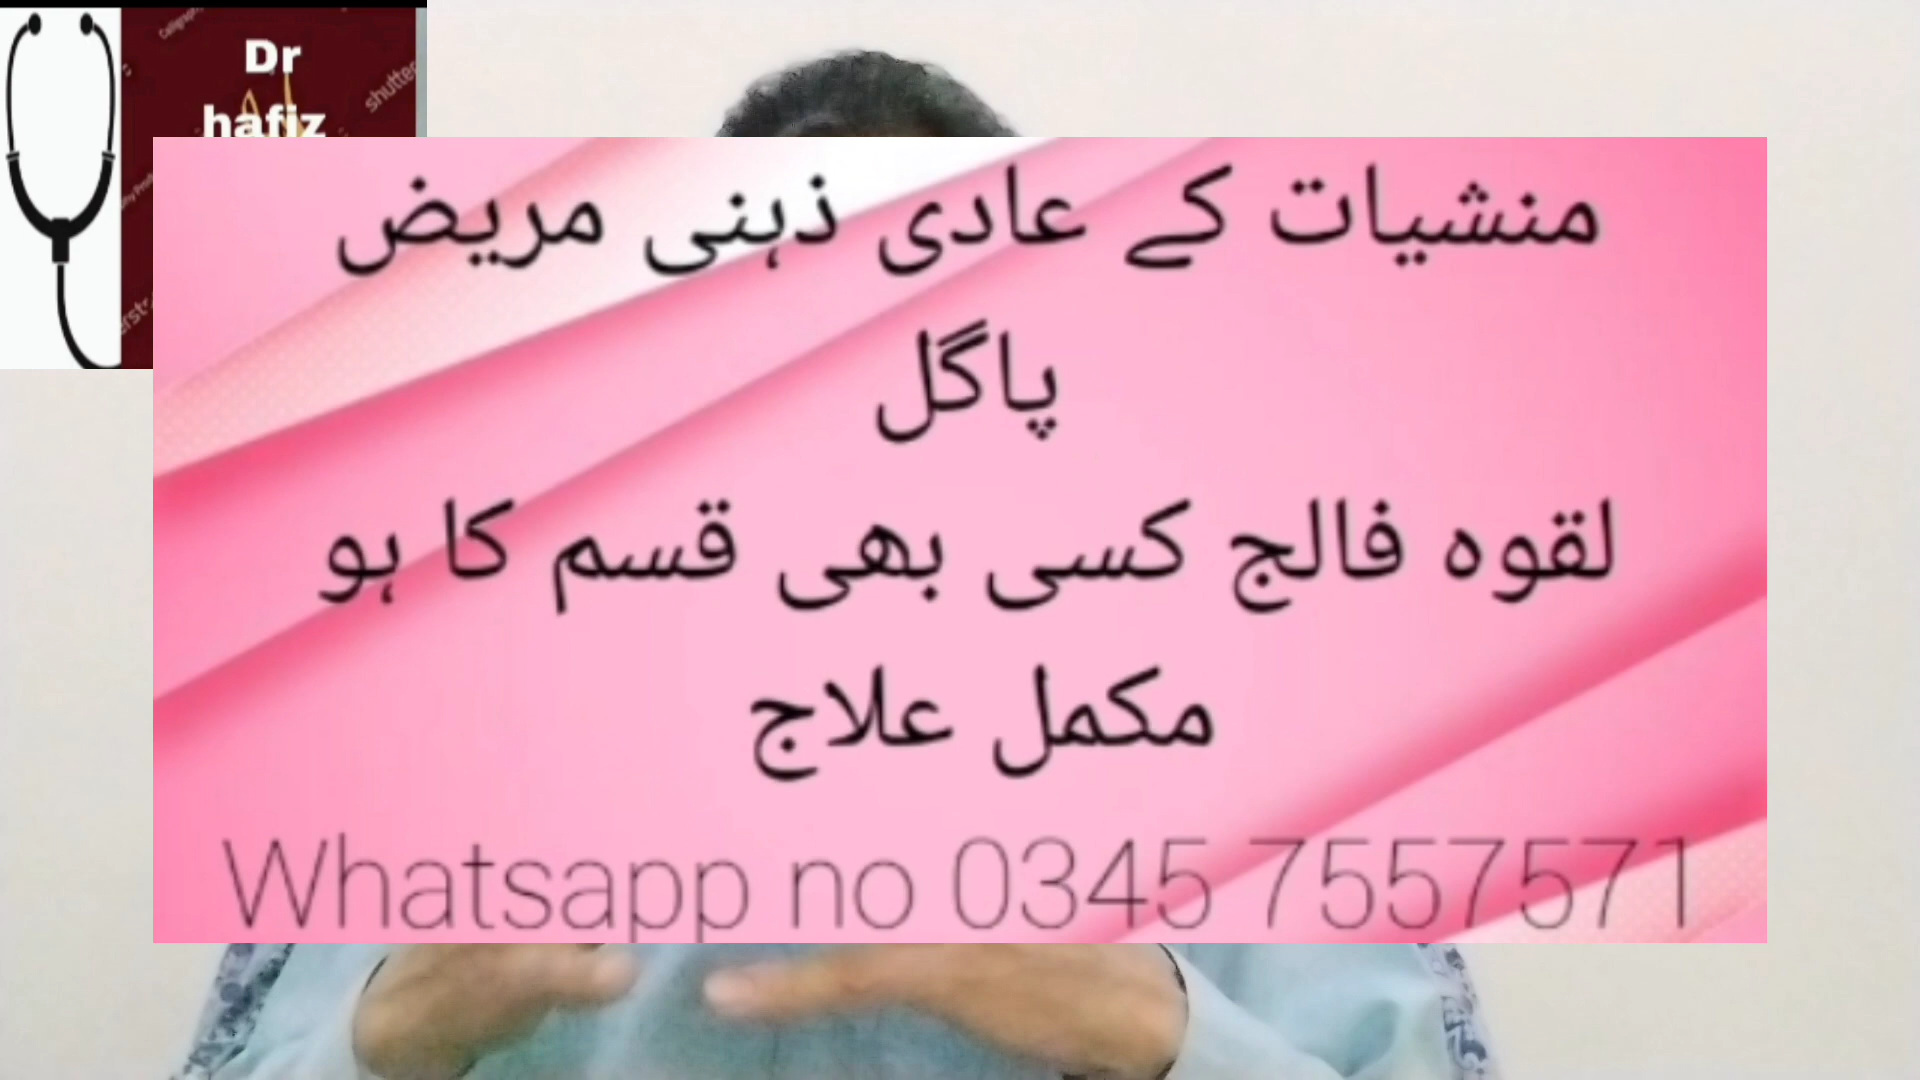 Dr
hafiz
منشیات کے عادی ذہنی مریض
پاگل
لقوہ فالج کسی بھی قسم کا ہو
مکمل علاج
Whatsapp no 0345 7557571